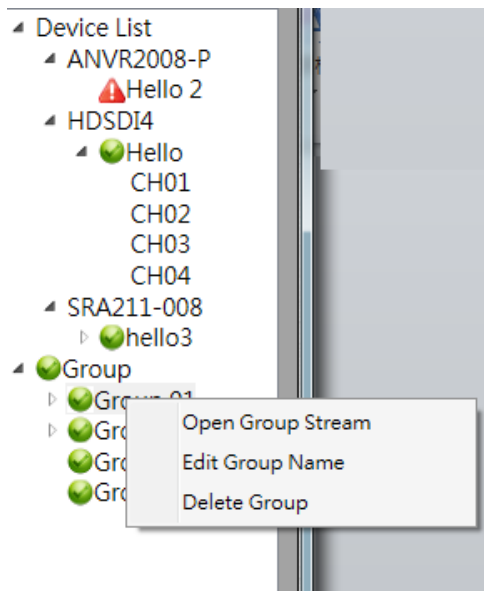 Device List
ANVR2008-P
Hello 2
HDSDI4
Hello
CH01
CH02
CH03
CH04
SRA211-008
hello3
Group
Open Group Stream
Edit Group Name
Delete Group